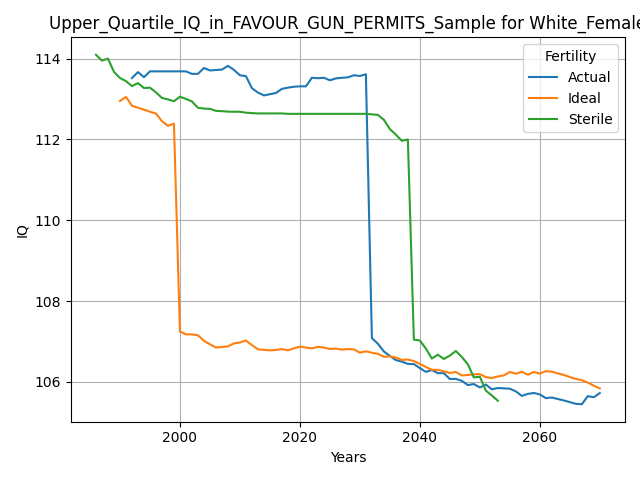 Upper_Quartile_IQ_in_FAVOUR_GUN_PERMITS_Sample for White_Female
Fertility
Actual
Ideal
Sterile
114
112
110
108
106
IQ
2000
2020
2040
2060
Years